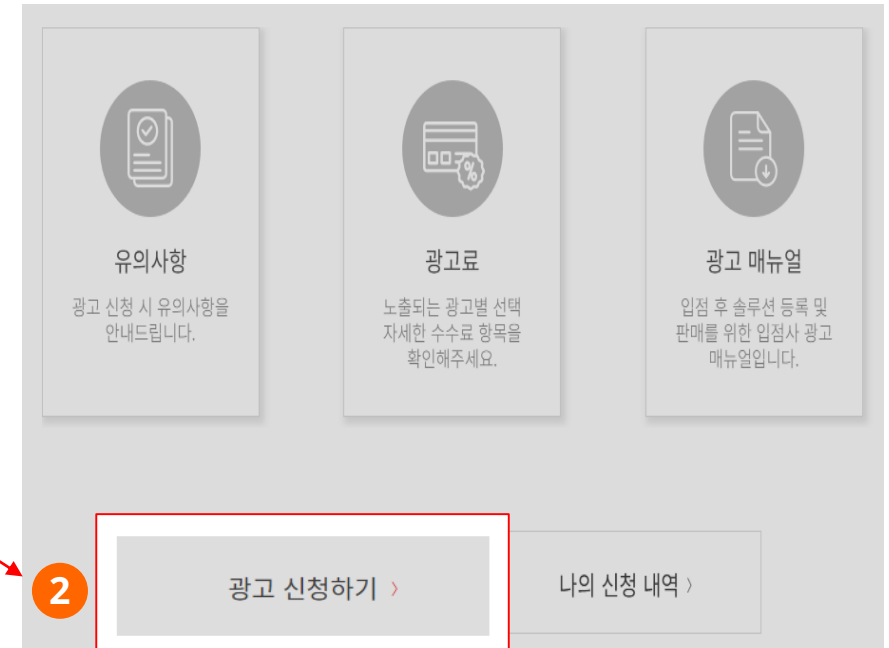 유의사항
광고 신청 시 유의사항을
안내드립니다.
%
광고료
노출되는 광고별 선택
자세한 수수료 항목을
확인해주세요.
광고 매뉴얼
입점 후 솔루션 등록 및
판매를 위한 입점사 광고
매뉴얼입니다.
2
광고 신청하기 >
나의 신청 내역 >